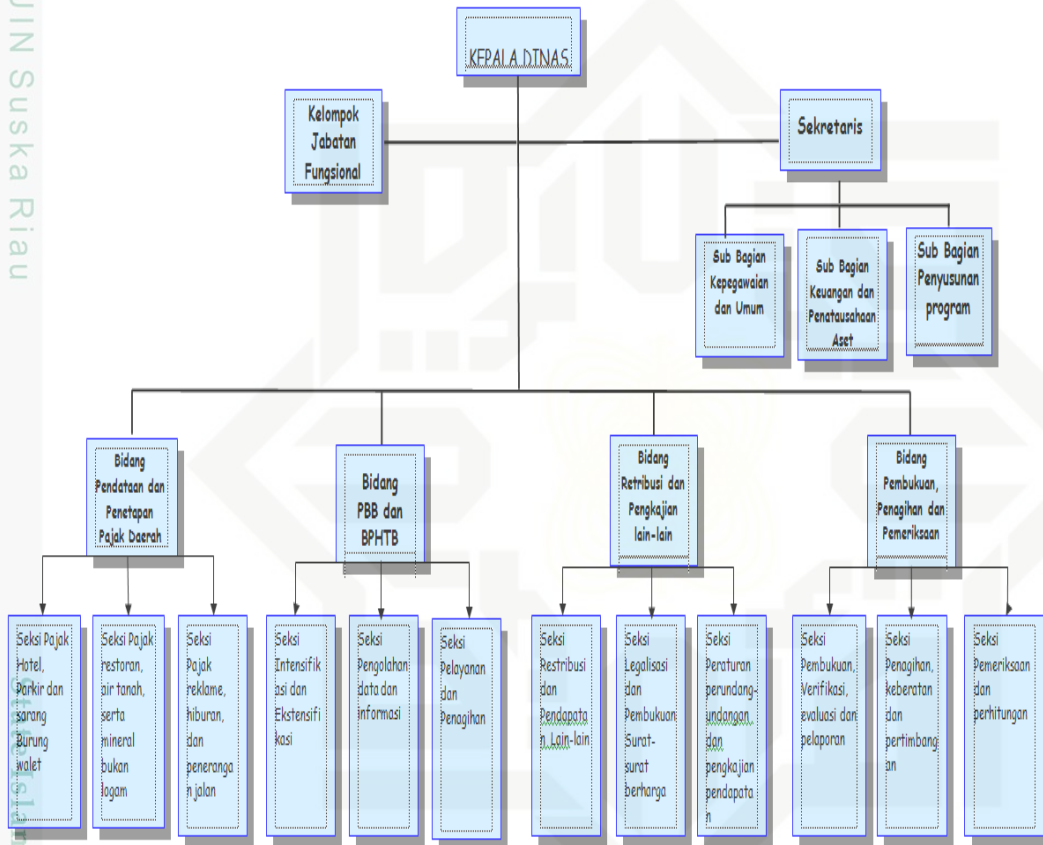 UIN Suska Riau
KEPALA DINAS
Kelompok
Jabatan
Fungsional
Sekretaris
Sub Bagian
Kepegawaian
dan Umum
Sub Bagian
Keuangan dan
Penatausahaan
Aset
Sub Bagian
Penyusunan
program
Bidang
Pendataan dan
Penetapan
Pajak Daerah
Bidang
PBB dan
BPHTB
Bidang
Retribusi dan
Pengkajian
lain-lain
Bidang
Pembukuan,
Penagihan dan
Pemeriksaan
Seksi Pajak
Hotel,
Parkir dan
sarang
Burung
walet
Seksi Pajak
restoran,
air tanah,
serta
mineral
bukan
logam
Seksi
Pajak
reklame,
hiburan,
dan
peneranga
n jalan
Seksi
Intensifik
asi dan
Ekstensifi
kasi
Seksi
Pengolahan
data dan
informasi
Seksi
Pelayanan
dan
Penagihan
Seksi
Restribusi
dan
Pendapata
n Lain-lain
Seksi
Legalisasi
dan
Pembukuan
Surat-
surat
berharga
Seksi
Peraturan
perundang-
undangan
dan
pengkajian
pendapata
n
Seksi
Pembukuan,
Verifikasi,
evaluasi dan
pelaporan
Seksi
Penagihan,
keberatan
dan
pertimbang
an
Seksi
Pemeriksaan
dan
perhitungan
State Islam